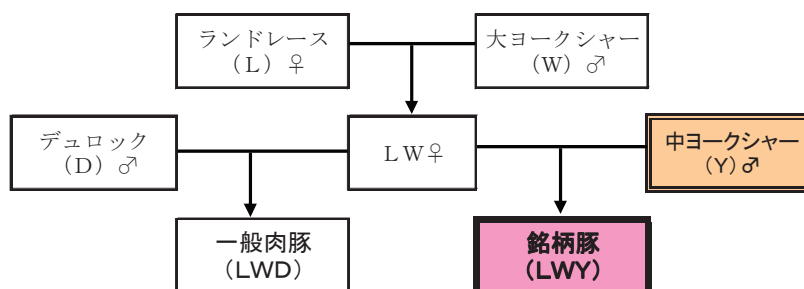 ランドレース
(L) ♀
大ヨークシャー
(W) ♂
デュロック
(D) ♂
LW♀
中ヨークシャー
(Y)♂
一般肉豚
(LWD)
銘柄豚
(LWY)